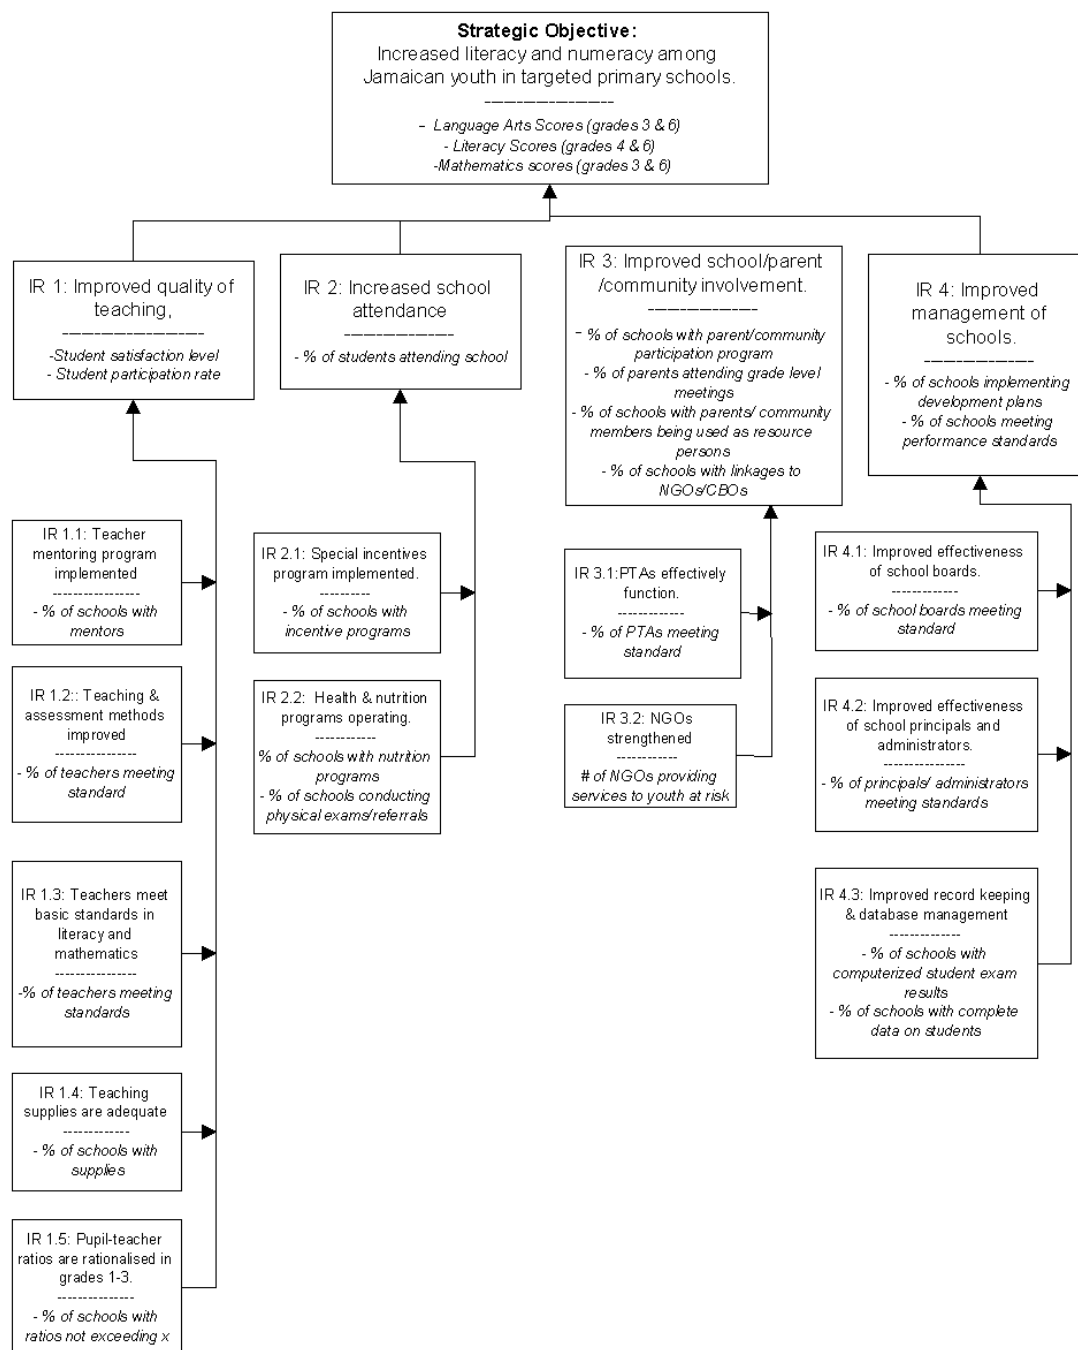 Strategic Objective:
Increased literacy and numeracy among
Jamaican youth in targeted primary schools.
----------------------
- Language Arts Scores (grades 3 & 6)
- Literacy Scores (grades 4 & 6)
-Mathematics scores (grades 3 & 6)
IR 1: Improved quality of
teaching,
------------------------
-Student satisfaction level
- Student participation rate
IR 2: Increased school
attendance
-------------------
- % of students attending school
IR 3: Improved school/parent
/community involvement.
-------------------
- % of schools with parent/community
participation program
- % of parents attending grade level
meetings
- % of schools with parents/ community
members being used as resource
persons
- % of schools with linkages to
NGOs/CBOs
IR 4: Improved
management of
schools.
-------------------
- % of schools implementing
development plans
- % of schools meeting
performance standards
IR 1.1: Teacher
mentoring program
implemented
-----------------
- % of schools with
mentors
IR 1.2:: Teaching &
assessment methods
improved
----------------
- % of teachers meeting
standard
IR 1.3: Teachers meet
basic standards in
literacy and
mathematics
----------------
-% of teachers meeting
standards
IR 1.4: Teaching
supplies are adequate
-------------
- % of schools with
supplies
IR 1.5: Pupil-teacher
ratios are rationalised in
grades 1-3.
---------------
- % of schools with
ratios not exceeding x
IR 2.1: Special incentives
program implemented.
----------
- % of schools with
incentive programs
IR 2.2: Health & nutrition
programs operating.
------------
% of schools with nutrition
programs
- % of schools conducting
physical exams/referrals
IR 3.1:PTAs effectively
function.
-------------
- % of PTAs meeting
standard
IR 3.2: NGOs
strengthened
------------
# of NGOs providing
services to youth at risk
IR 4.1: Improved effectiveness
of school boards.
-------------
- % of school boards meeting
standard
IR 4.2: Improved effectiveness
of school principals and
administrators.
---------------
- % of principals/ administrators
meeting standards
IR 4.3: Improved record keeping
& database management
-------------
- % of schools with
computerized student exam
results
- % of schools with complete
data on students